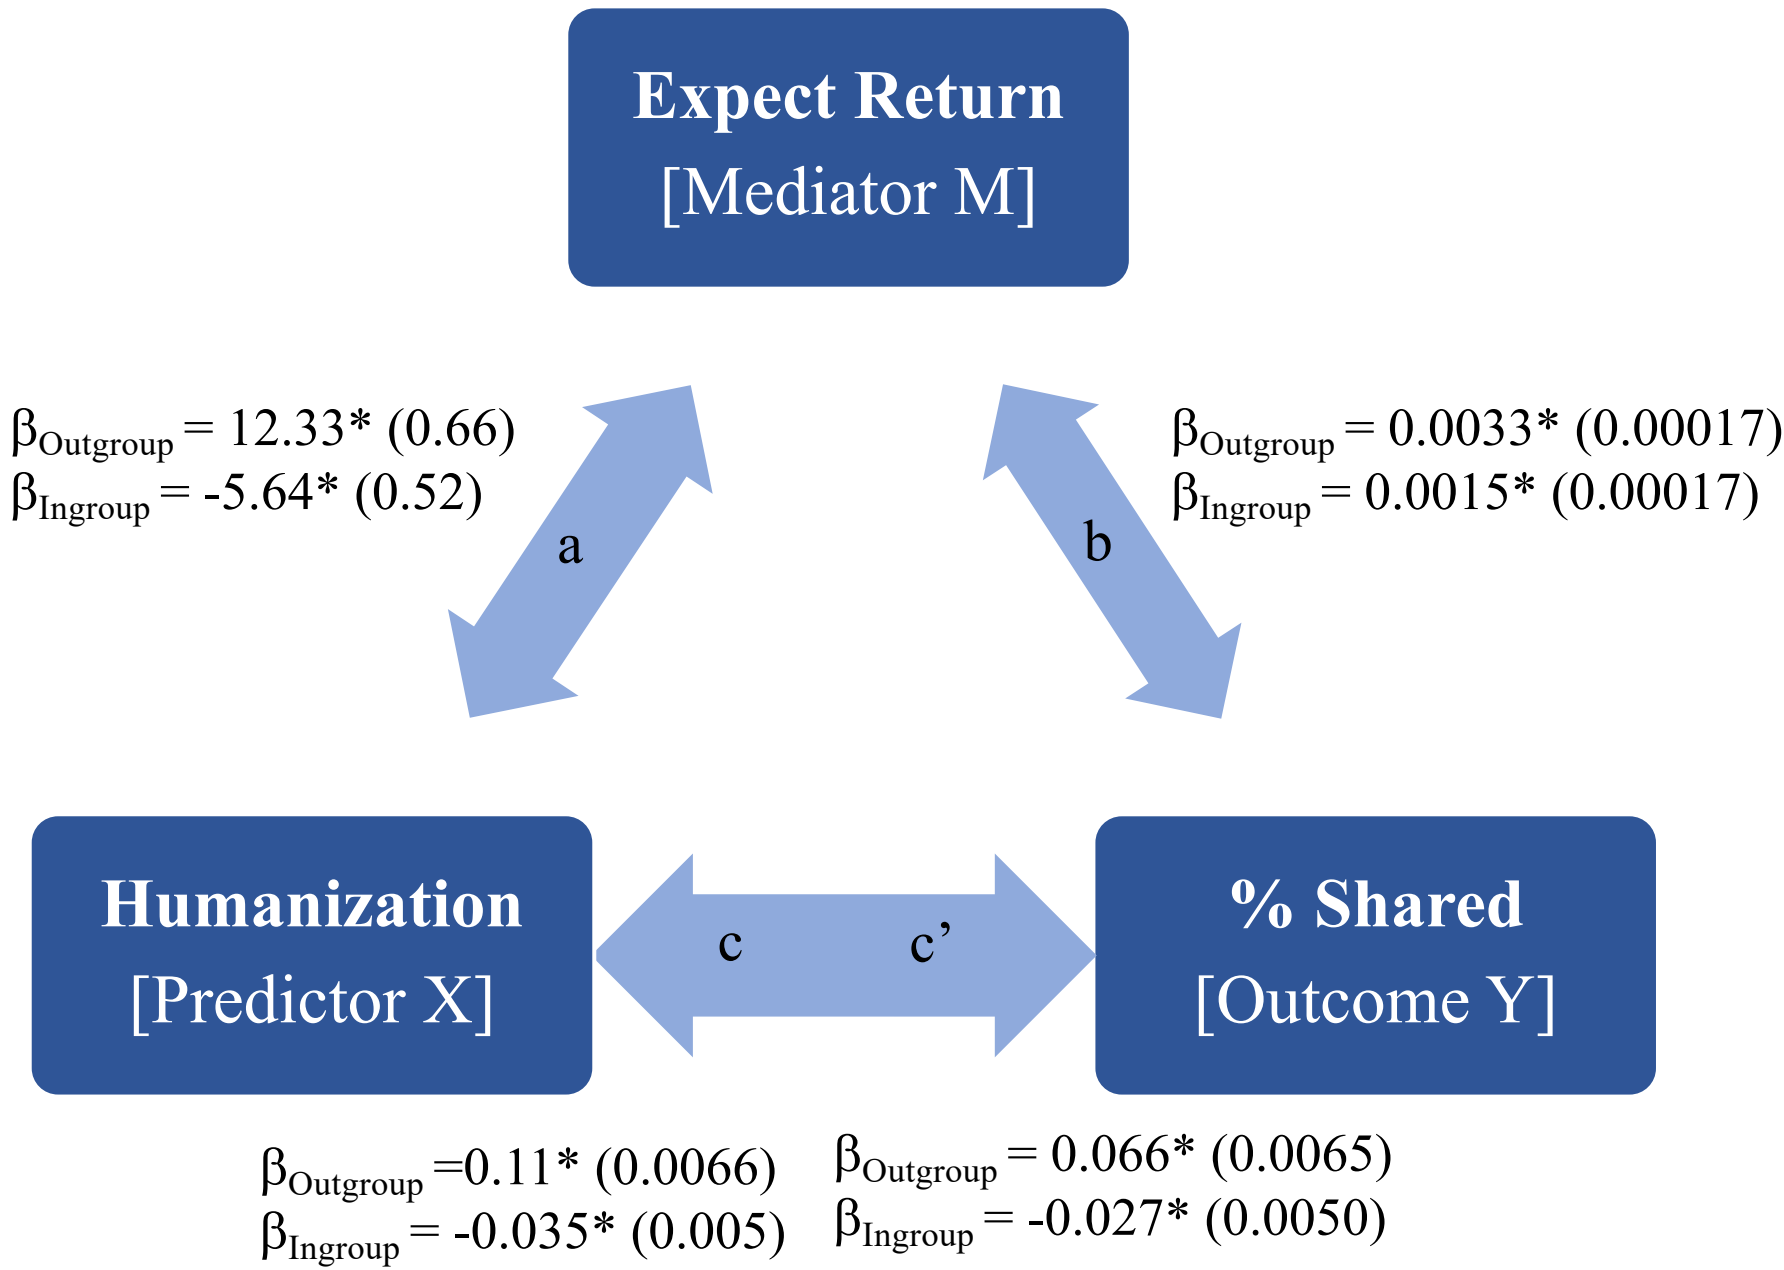 Expect Return
[Mediator M]
βOutgroup = 12.33* (0.66)
βIngroup = -5.64* (0.52)
βOutgroup = 0.0033* (0.00017)
βIngroup = 0.0015* (0.00017)
a
b
Humanization
[Predictor X]
c
c’
% Shared
[Outcome Y]
βOutgroup =0.11* (0.0066)
βIngroup = -0.035* (0.005)
βOutgroup = 0.066* (0.0065)
βIngroup = -0.027* (0.0050)